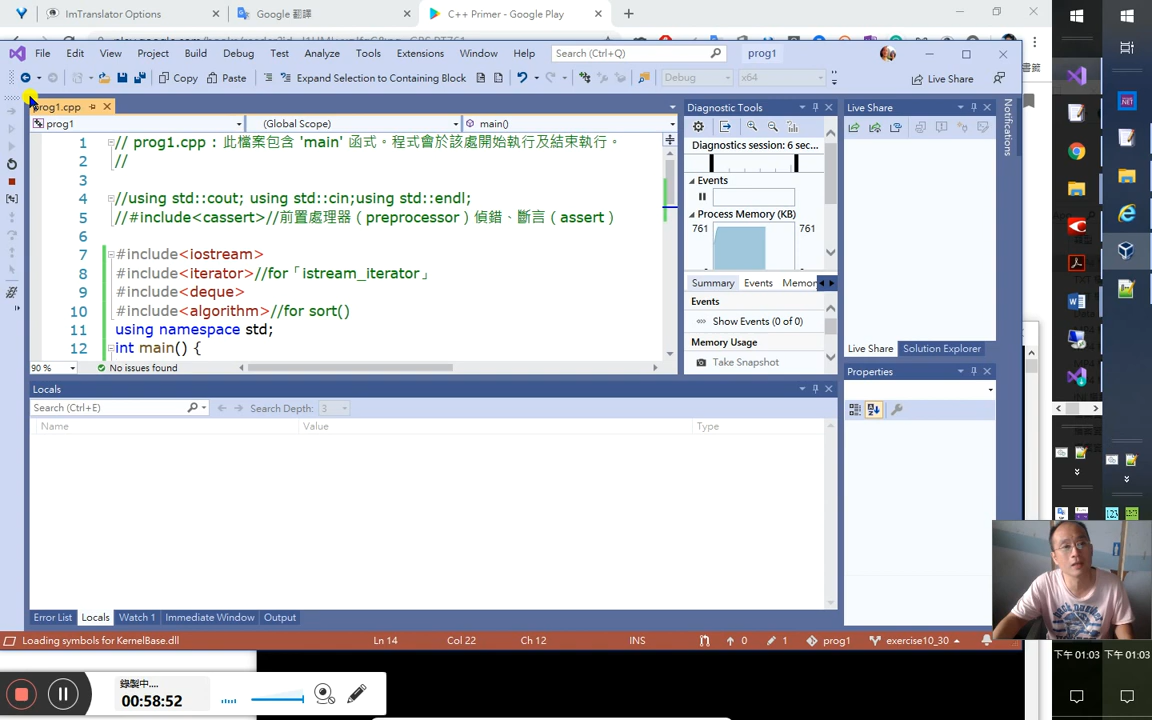 ImTranslator Options
Google 翻譯
C++ Primer - Google Play
File Edit View Project Build Debug Test Analyze Tools Extensions Window Help Search (Ctrl+Q) prog1
Copy Paste Expand Selection to Containing Block Debug x64 Live Share
prog1.cpp
prog1 (Global Scope) main()
1 // prog1.cpp : 此檔案包含 'main' 函式。程式會於該處開始執行及結束執行。
2 //
3
4 //using std::cout; using std::cin;using std::endl;
5 //#include<cassert>//前置處理器（preprocessor）偵錯、斷言（assert）
6
7 #include<iostream>
8 #include<iterator>//for「istream_iterator」
9 #include<deque>
10 #include<algorithm>//for sort()
11 using namespace std;
12 int main() {
90 % No issues found
Diagnostic Tools
Diagnostics session: 6 sec...
Events
Process Memory (KB)
761 761
Summary Events Memor
Events
Show Events (0 of 0)
Memory Usage
Take Snapshot
Live Share
Live Share Solution Explorer
Properties
Notifications
Locals
Search (Ctrl+E) Search Depth: 3
Name Value Type
Error List Locals Watch 1 Immediate Window Output
Loading symbols for KernelBase.dll Ln 14 Col 22 Ch 12 INS 0 1 prog1 exercise10_30
錄製中....
00:58:52
下午 01:03 下午 01:03